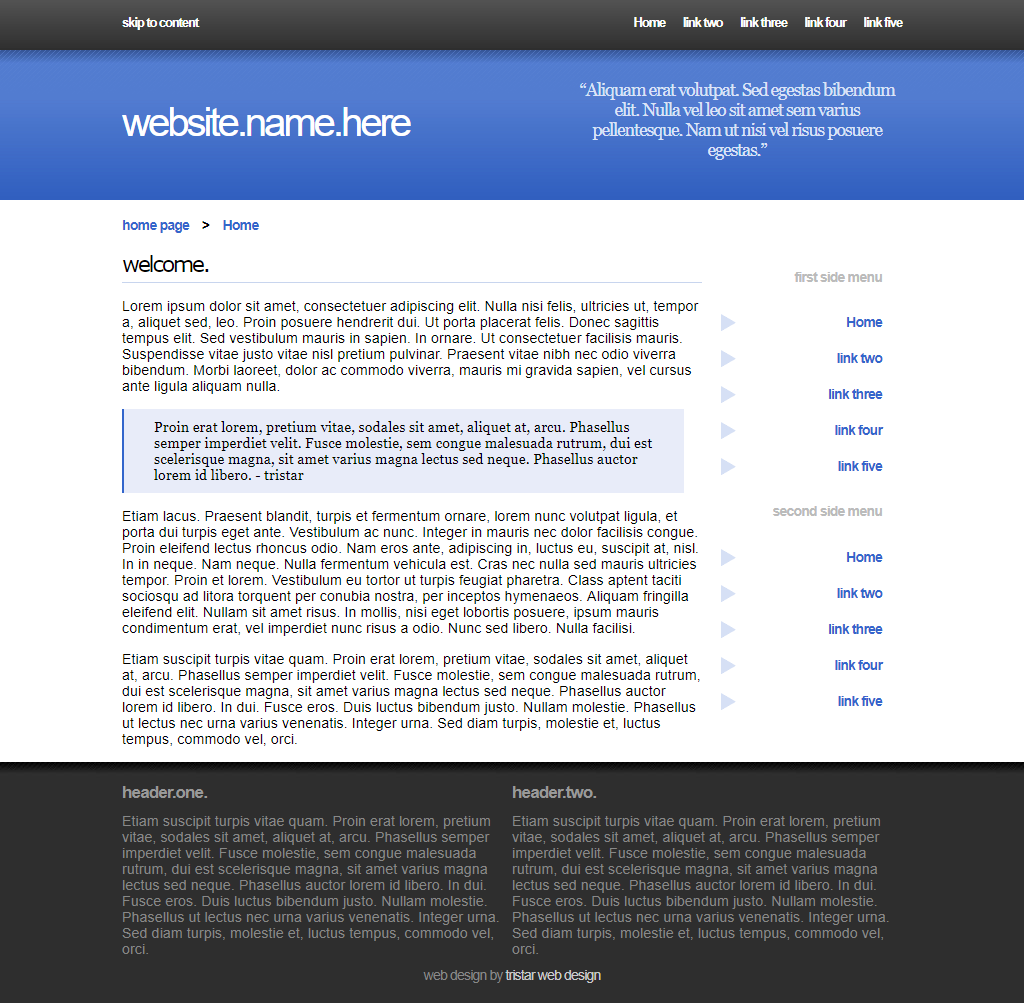 skip to content
Home link two link three link four link five
website.name.here
“Aliquam erat volutpat. Sed egestas bibendum
elit. Nulla vel leo sit amet sem varius
pellentesque. Nam ut nisi vel risus posuere
egestas.”
home page > Home
welcome.
Lorem ipsum dolor sit amet, consectetuer adipiscing elit. Nulla nisi felis, ultricies ut, tempor
a, aliquet sed, leo. Proin posuere hendrerit dui. Ut porta placerat felis. Donec sagittis
tempus elit. Sed vestibulum mauris in sapien. In ornare. Ut consectetuer facilisis mauris.
Suspendisse vitae justo vitae nisl pretium pulvinar. Praesent vitae nibh nec odio viverra
bibendum. Morbi laoreet, dolor ac commodo viverra, mauris mi gravida sapien, vel cursus
ante ligula aliquam nulla.
Proin erat lorem, pretium vitae, sodales sit amet, aliquet at, arcu. Phasellus
semper imperdiet velit. Fusce molestie, sem congue malesuada rutrum, dui est
scelerisque magna, sit amet varius magna lectus sed neque. Phasellus auctor
lorem id libero. - tristar
Etiam lacus. Praesent blandit, turpis et fermentum ornare, lorem nunc volutpat ligula, et
porta dui turpis eget ante. Vestibulum ac nunc. Integer in mauris nec dolor facilisis congue.
Proin eleifend lectus rhoncus odio. Nam eros ante, adipiscing in, luctus eu, suscipit at, nisl.
In in neque. Nam neque. Nulla fermentum vehicula est. Cras nec nulla sed mauris ultricies
tempor. Proin et lorem. Vestibulum eu tortor ut turpis feugiat pharetra. Class aptent taciti
sociosqu ad litora torquent per conubia nostra, per inceptos hymenaeos. Aliquam fringilla
eleifend elit. Nullam sit amet risus. In mollis, nisi eget lobortis posuere, ipsum mauris
condimentum erat, vel imperdiet nunc risus a odio. Nunc sed libero. Nulla facilisi.
Etiam suscipit turpis vitae quam. Proin erat lorem, pretium vitae, sodales sit amet, aliquet
at, arcu. Phasellus semper imperdiet velit. Fusce molestie, sem congue malesuada rutrum,
dui est scelerisque magna, sit amet varius magna lectus sed neque. Phasellus auctor
lorem id libero. In dui. Fusce eros. Duis luctus bibendum justo. Nullam molestie. Phasellus
ut lectus nec urna varius venenatis. Integer urna. Sed diam turpis, molestie et, luctus
tempus, commodo vel, orci.
first side menu
Home
link two
link three
link four
link five
second side menu
Home
link two
link three
link four
link five
header.one.
Etiam suscipit turpis vitae quam. Proin erat lorem, pretium
vitae, sodales sit amet, aliquet at, arcu. Phasellus semper
imperdiet velit. Fusce molestie, sem congue malesuada
rutrum, dui est scelerisque magna, sit amet varius magna
lectus sed neque. Phasellus auctor lorem id libero. In dui.
Fusce eros. Duis luctus bibendum justo. Nullam molestie.
Phasellus ut lectus nec urna varius venenatis. Integer urna.
Sed diam turpis, molestie et, luctus tempus, commodo vel,
orci.
header.two.
Etiam suscipit turpis vitae quam. Proin erat lorem, pretium
vitae, sodales sit amet, aliquet at, arcu. Phasellus semper
imperdiet velit. Fusce molestie, sem congue malesuada
rutrum, dui est scelerisque magna, sit amet varius magna
lectus sed neque. Phasellus auctor lorem id libero. In dui.
Fusce eros. Duis luctus bibendum justo. Nullam molestie.
Phasellus ut lectus nec urna varius venenatis. Integer urna.
Sed diam turpis, molestie et, luctus tempus, commodo vel,
orci.
web design by tristar web design